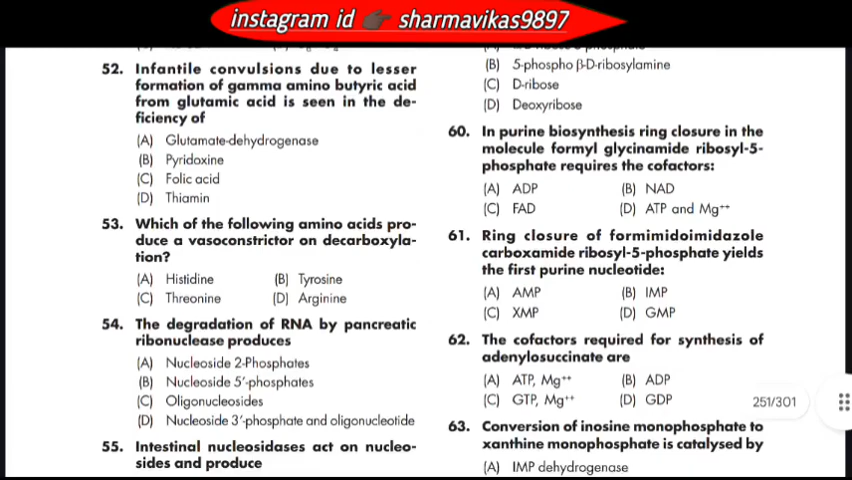 instagram id sharmavikas9897
52. Infantile convulsions due to lesser
formation of gamma amino butyric acid
from glutamic acid is seen in the de-
ficiency of
(A) Glutamate-dehydrogenase
(B) Pyridoxine
(C) Folic acid
(D) Thiamin
53. Which of the following amino acids pro-
duce a vasoconstrictor on decarboxyla-
tion?
(A) Histidine (B) Tyrosine
(C) Threonine (D) Arginine
54. The degradation of RNA by pancreatic
ribonuclease produces
(A) Nucleoside 2-Phosphates
(B) Nucleoside 5′-phosphates
(C) Oligonucleosides
(D) Nucleoside 3′-phosphate and oligonucleotide
55. Intestinal nucleosidases act on nucleo-
sides and produce
(B) 5-phospho β-D-ribosylamine
(C) D-ribose
(D) Deoxyribose
60. In purine biosynthesis ring closure in the
molecule formyl glycinamide ribosyl-5-
phosphate requires the cofactors:
(A) ADP (B) NAD
(C) FAD (D) ATP and Mg⁺⁺
61. Ring closure of formimidoimidazole
carboxamide ribosyl-5-phosphate yields
the first purine nucleotide:
(A) AMP (B) IMP
(C) XMP (D) GMP
62. The cofactors required for synthesis of
adenylosuccinate are
(A) ATP, Mg⁺⁺ (B) ADP
(C) GTP, Mg⁺⁺ (D) GDP
251/301
63. Conversion of inosine monophosphate to
xanthine monophosphate is catalysed by
(A) IMP dehydrogenase